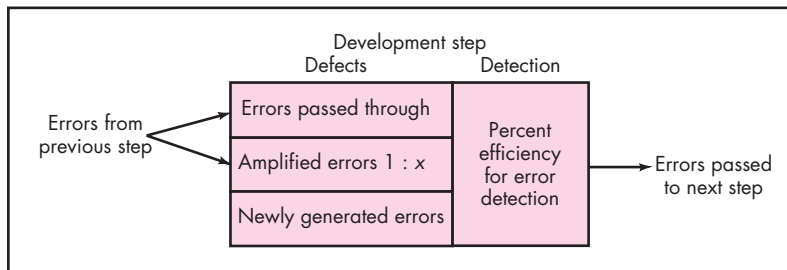 Development step
Defects
Detection
Errors from
previous step
Errors passed through
Amplified errors 1 : x
Newly generated errors
Percent
efficiency
for error
detection
Errors passed
to next step